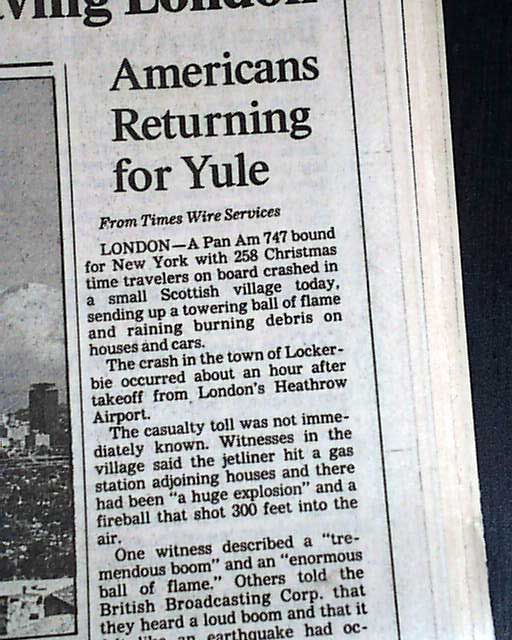 London
Americans
Returning
for Yule
From Times Wire Services
LONDON—A Pan Am 747 bound
for New York with 258 Christmas
time travelers on board crashed in
a small Scottish village today,
sending up a towering ball of flame
and raining burning debris on
houses and cars.
The crash in the town of Locker-
bie occurred about an hour after
takeoff from London's Heathrow
Airport.
The casualty toll was not imme-
diately known. Witnesses in the
village said the jetliner hit a gas
station adjoining houses and there
had been "a huge explosion" and a
fireball that shot 300 feet into the
air.
One witness described a "tre-
mendous boom" and an "enormous
ball of flame." Others told the
British Broadcasting Corp. that
they heard a loud boom and that it
like an earthquake had oc-